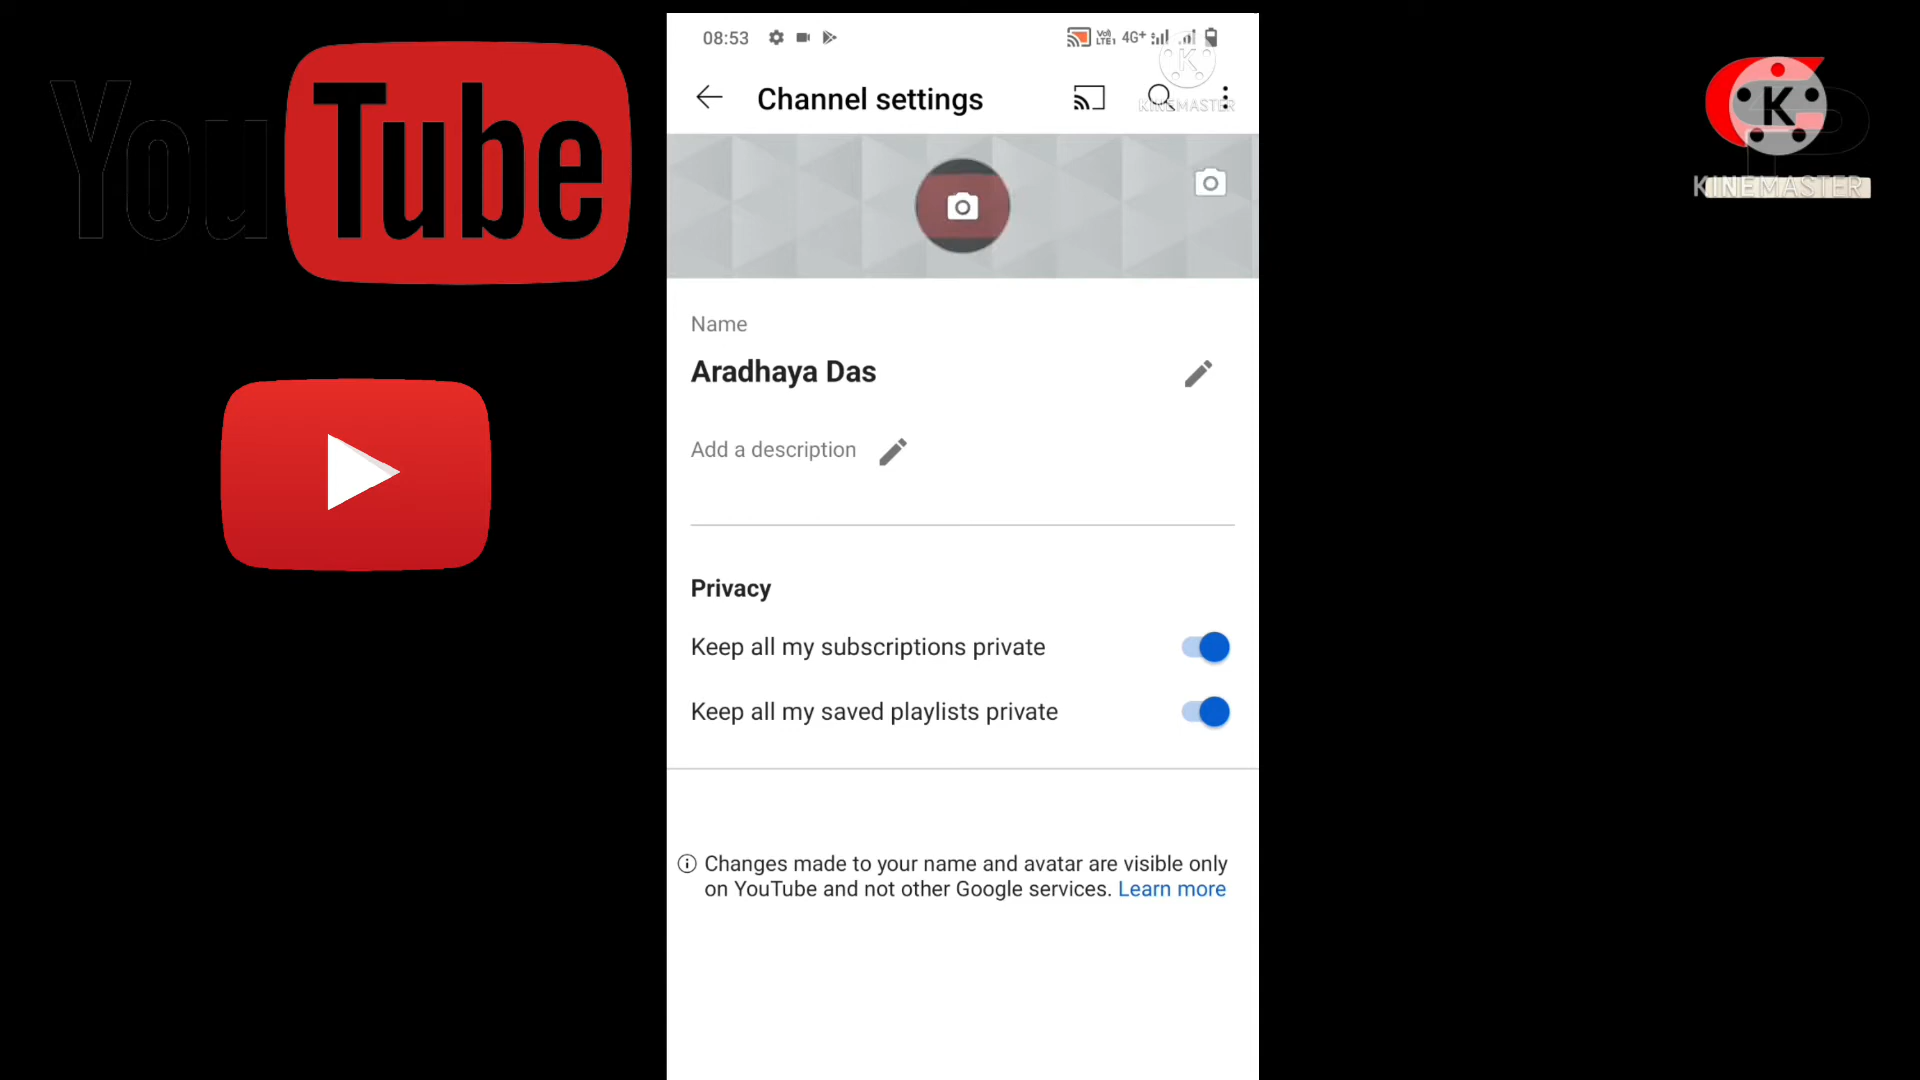 YouTube
08:53
VoLTE1 4G+
Channel settings
KINEMASTER
K
KINEMASTER
Name
Aradhaya Das
Add a description
Privacy
Keep all my subscriptions private
Keep all my saved playlists private
Changes made to your name and avatar are visible only
on YouTube and not other Google services. Learn more